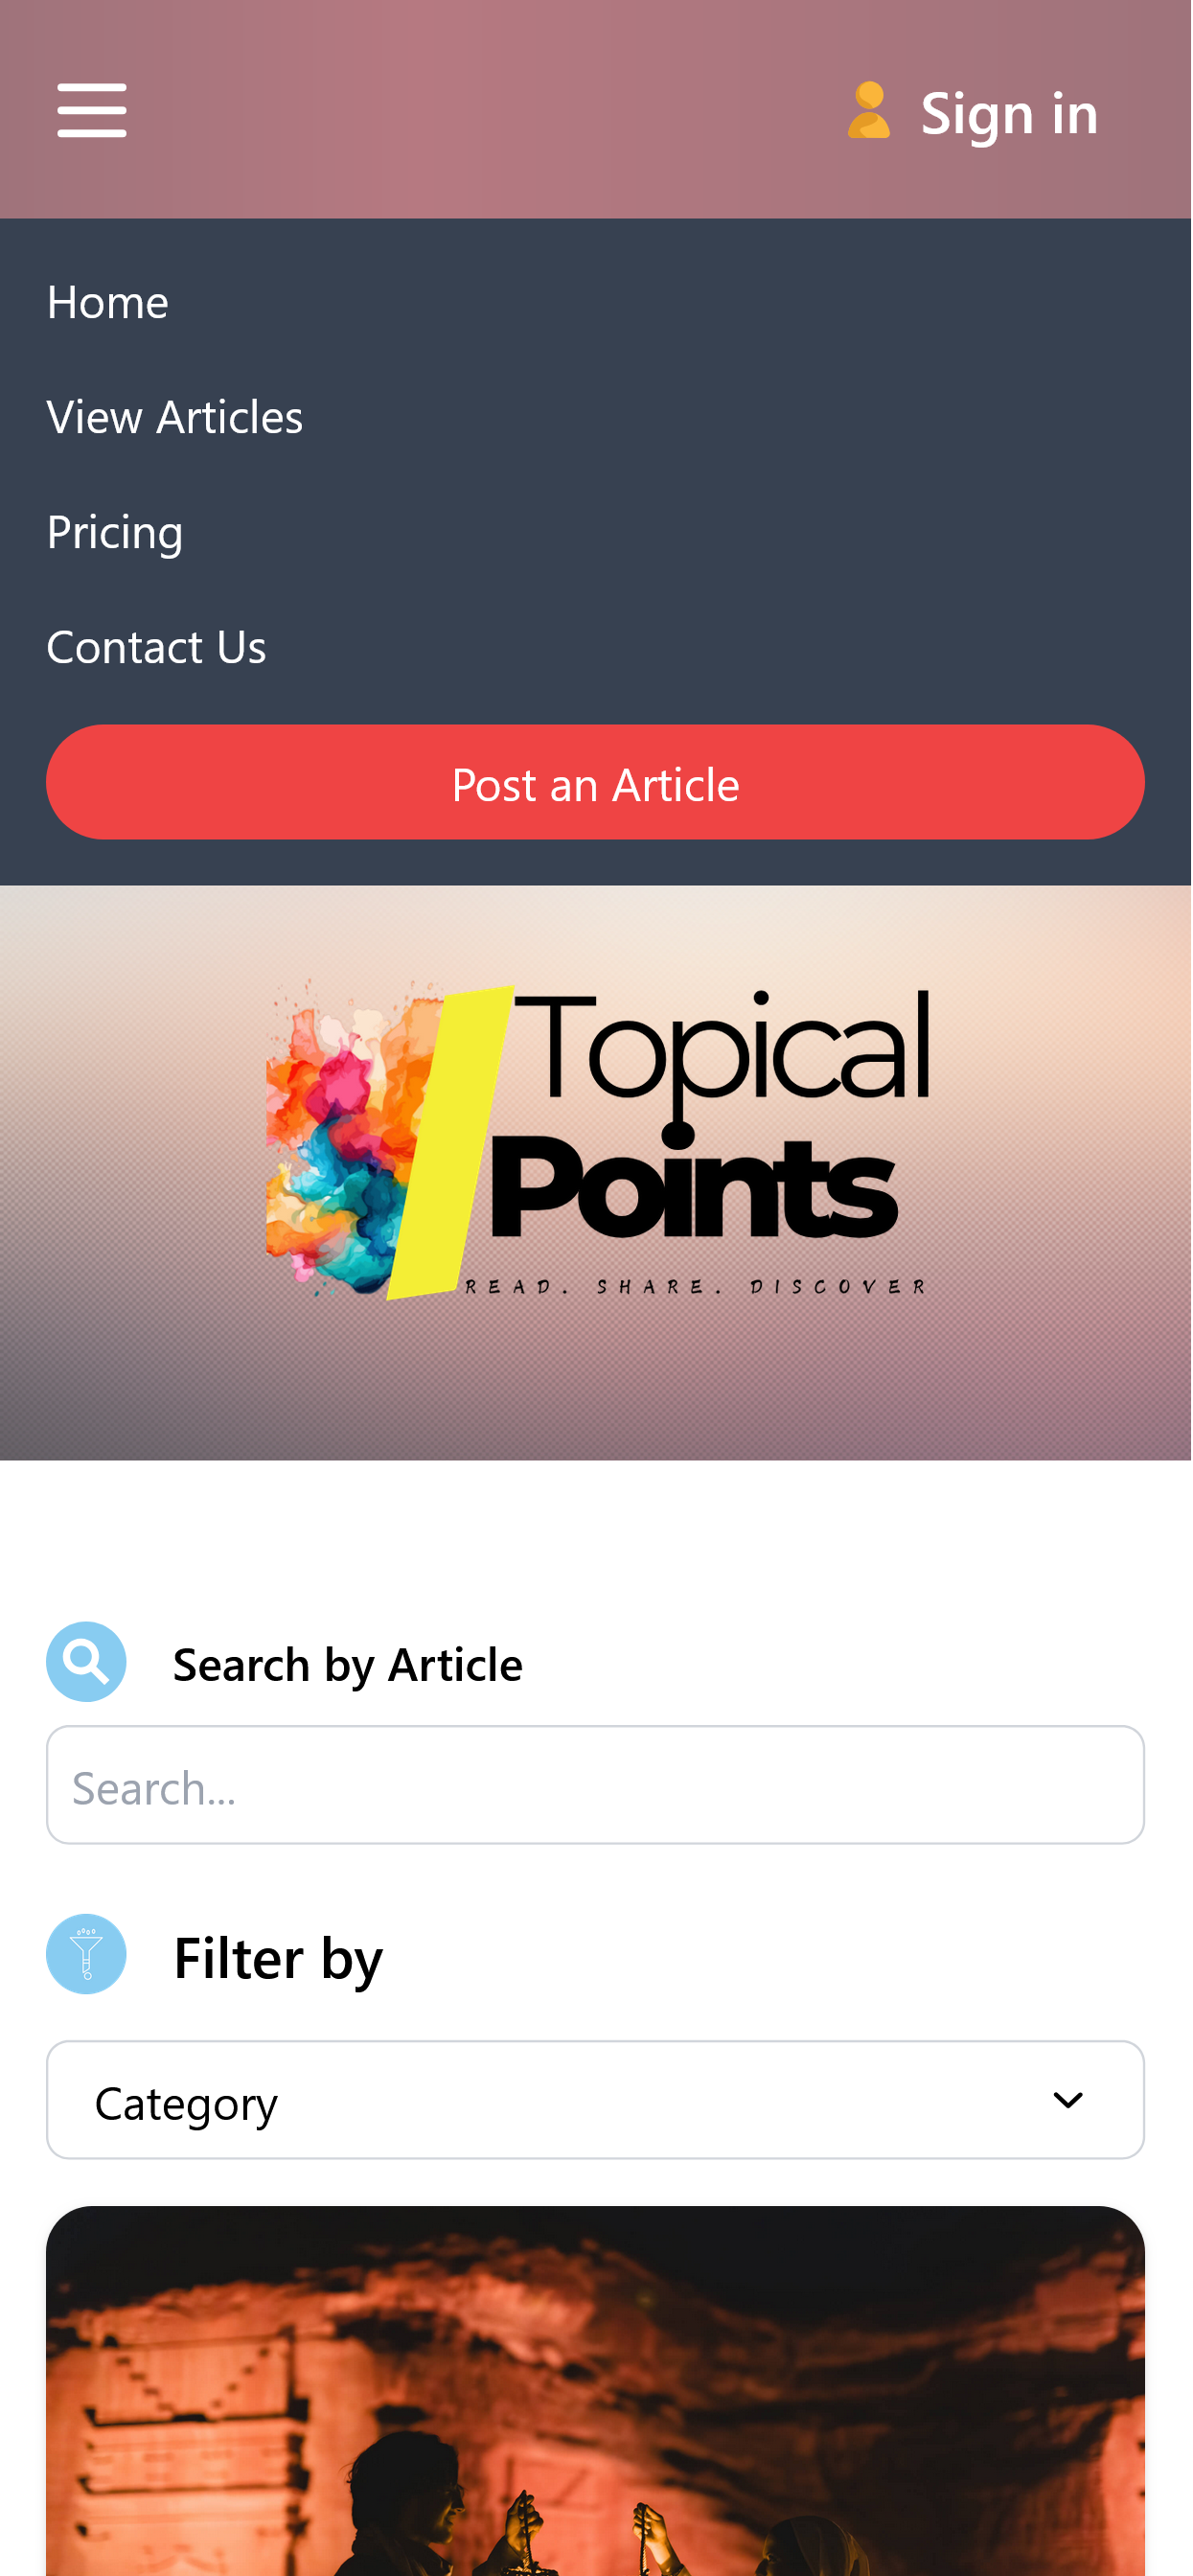 Sign in
Home
View Articles
Pricing
Contact Us
Post an Article
Topical
Points
READ. SHARE. DISCOVER
Search by Article
Search...
Filter by
Category